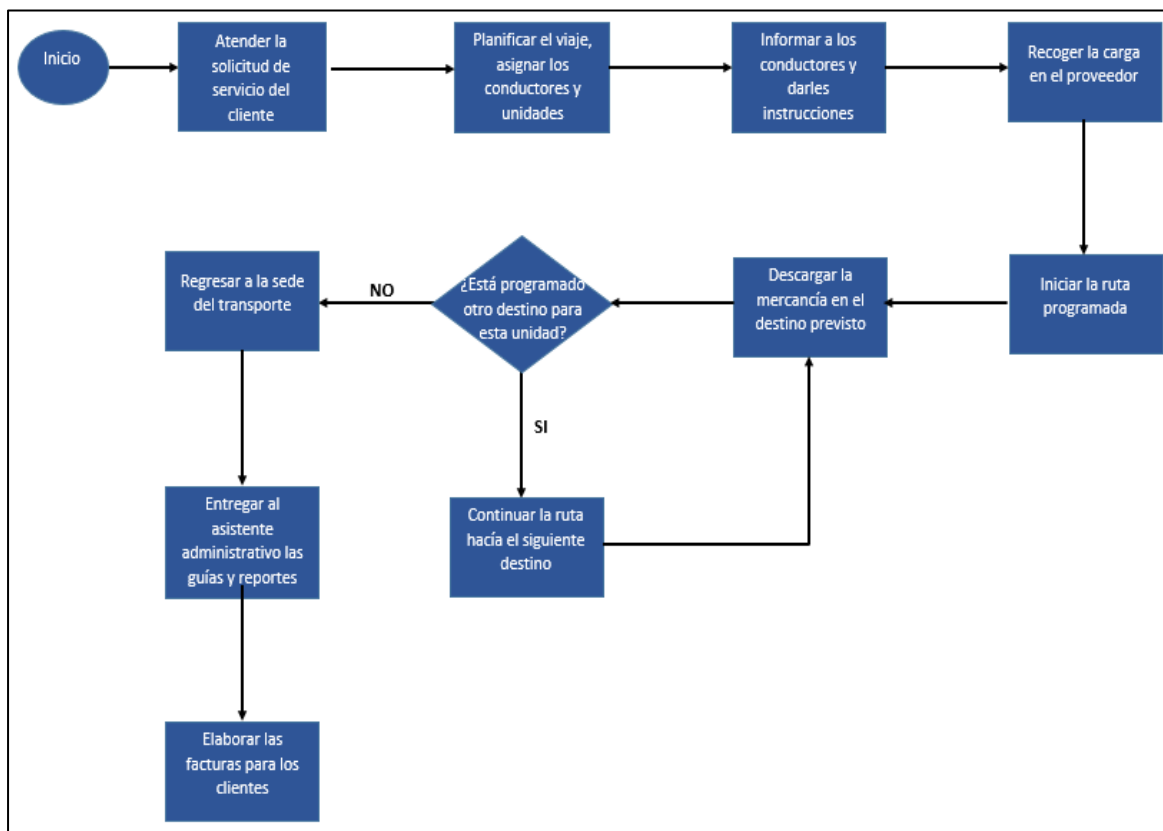 Inicio
Atender la
solicitud de
servicio del
cliente
Planificar el viaje,
asignar los
conductores y
unidades
Informar a los
conductores y
darles
instrucciones
Recoger la carga
en el proveedor
Regresar a la sede
del transporte
NO
¿Está programado
otro destino para
esta unidad?
Descargar la
mercancía en el
destino previsto
Iniciar la ruta
programada
SI
Entregar al
asistente
administrativo las
guías y reportes
Continuar la ruta
hacía el siguiente
destino
Elaborar las
facturas para los
clientes